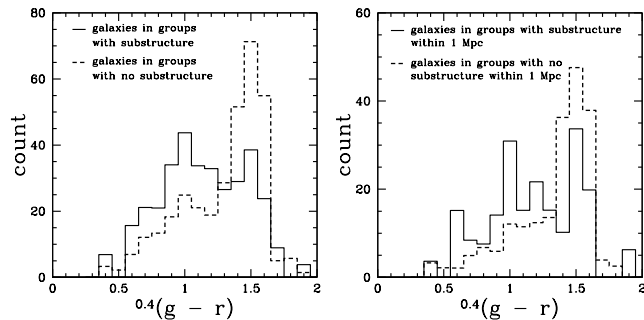 80
60
40
20
0
count
galaxies in groups
with substructure
galaxies in groups
with no substructure
0 0.5 1 1.5 2
0.4(g − r)
60
40
20
0
count
galaxies in groups with substructure
within 1 Mpc
galaxies in groups with no
substructure within 1 Mpc
0 0.5 1 1.5 2
0.4(g − r)